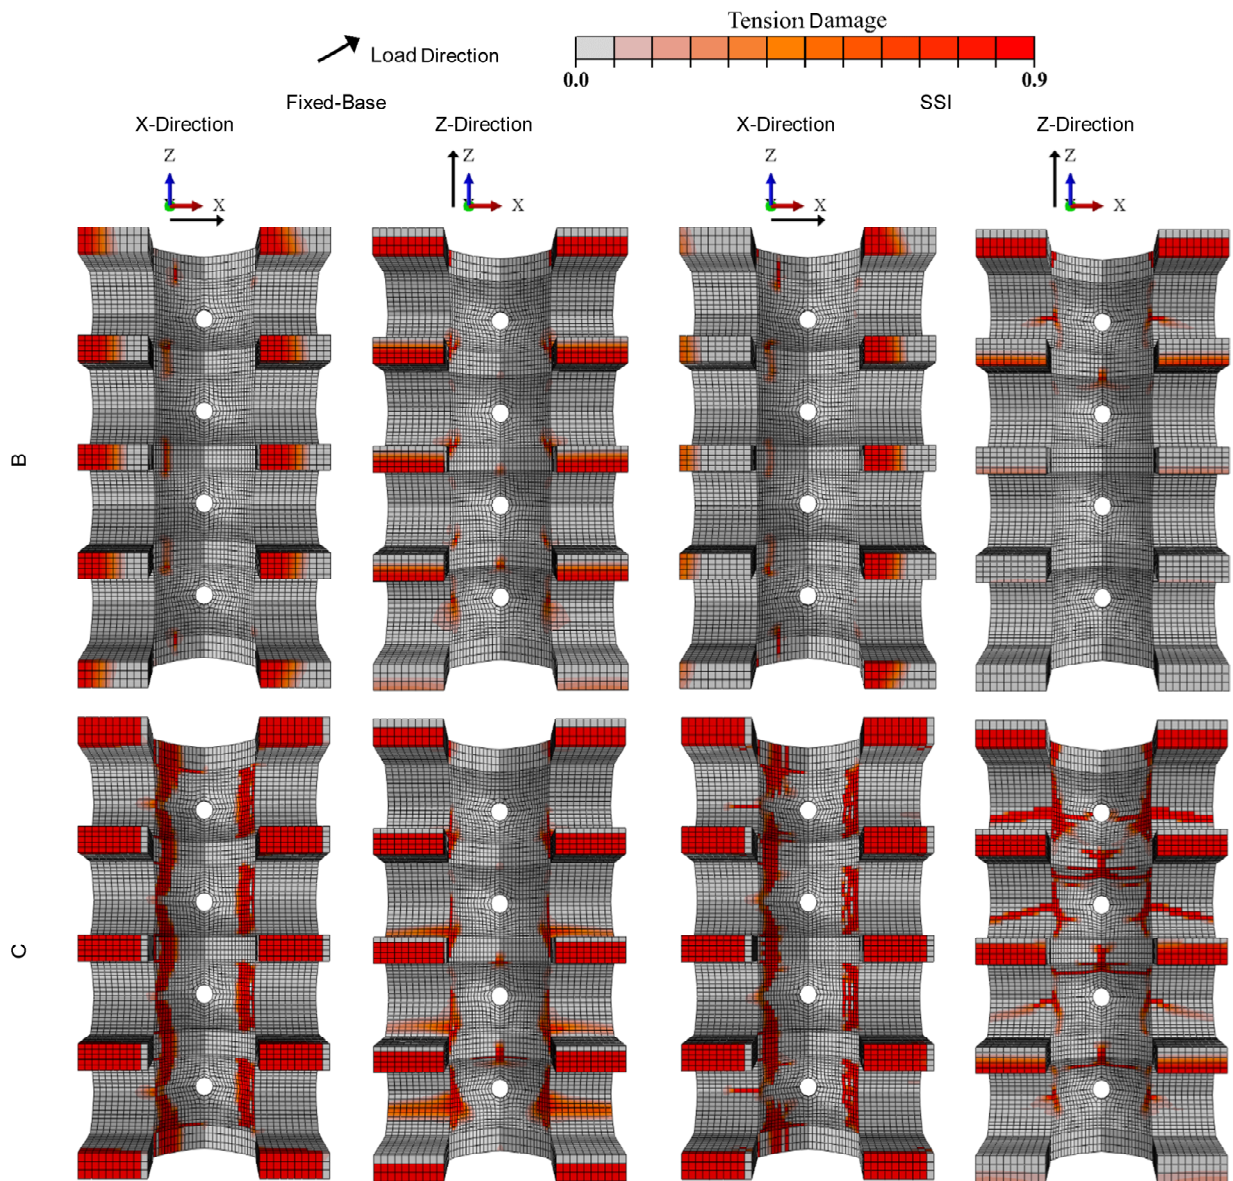 Tension Damage
Load Direction
0.0 0.9
Fixed-Base SSI
X-Direction Z-Direction X-Direction Z-Direction
Z Z Z Z
X X X X
B
C